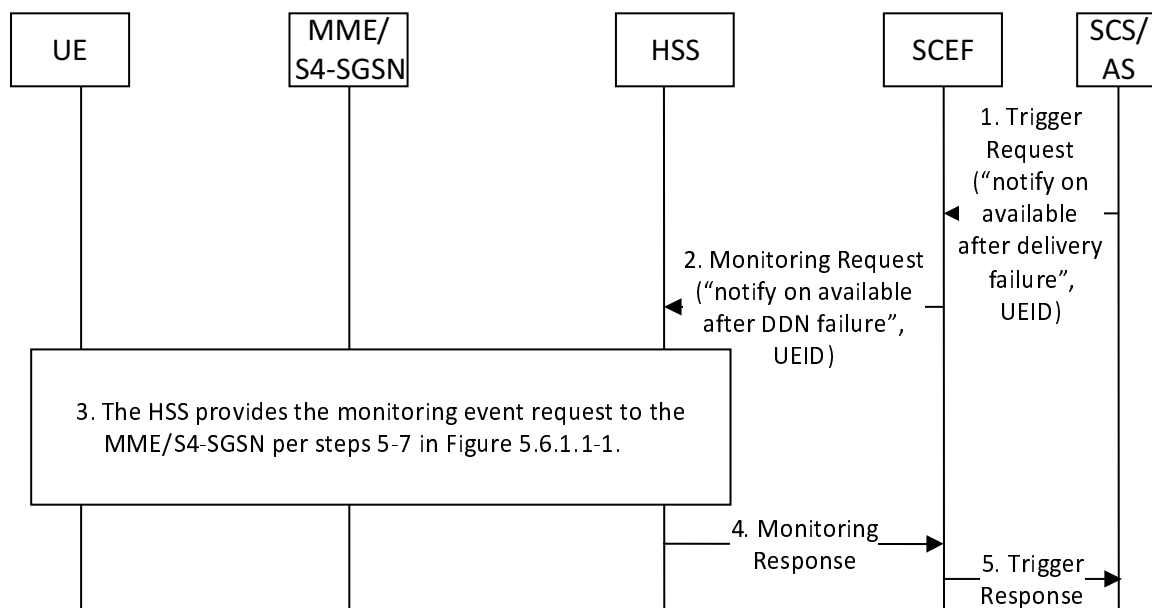 UE
MME/
S4-SGSN
HSS
SCEF
SCS/
AS
1. Trigger
Request
(“notify on
available
after delivery
failure”,
UEID)
2. Monitoring Request
(“notify on available
after DDN failure”,
UEID)
3. The HSS provides the monitoring event request to the
MME/S4-SGSN per steps 5-7 in Figure 5.6.1.1-1.
4. Monitoring
Response
5. Trigger
Response